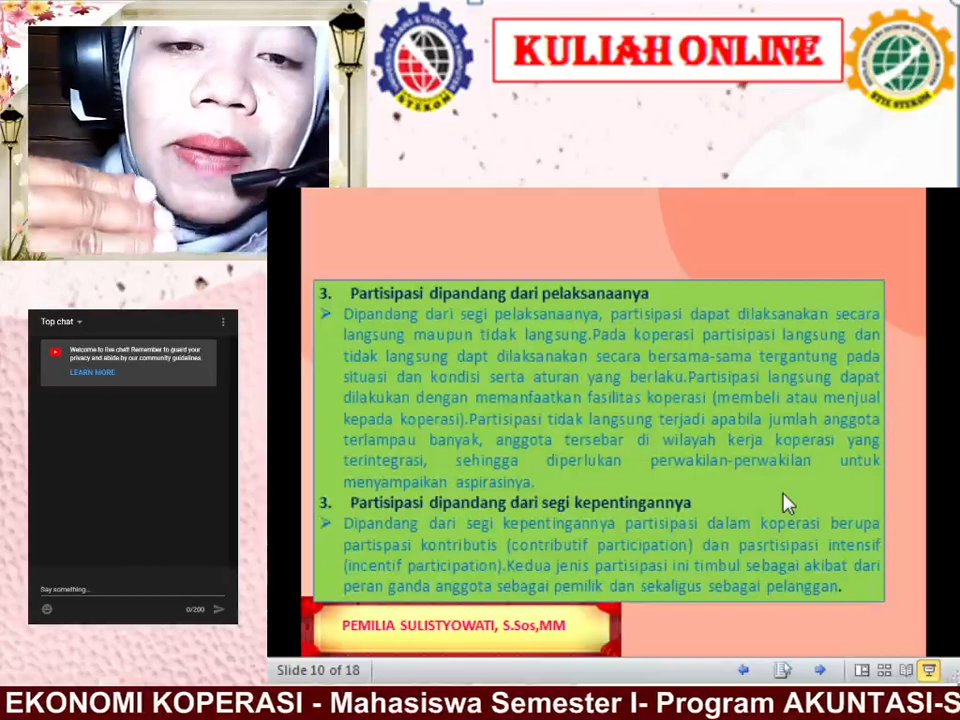 KULIAH ONLINE
UNIVERSITAS SAINS & TEKNOLOGI KOMPUTER
STEKOM
STIE STEKOM
3. Partisipasi dipandang dari pelaksanaanya
➢ Dipandang dari segi pelaksanaanya, partisipasi dapat dilaksanakan secara
langsung maupun tidak langsung.Pada koperasi partisipasi langsung dan
tidak langsung dapt dilaksanakan secara bersama-sama tergantung pada
situasi dan kondisi serta aturan yang berlaku.Partisipasi langsung dapat
dilakukan dengan memanfaatkan fasilitas koperasi (membeli atau menjual
kepada koperasi).Partisipasi tidak langsung terjadi apabila jumlah anggota
terlampau banyak, anggota tersebar di wilayah kerja koperasi yang
terintegrasi, sehingga diperlukan perwakilan-perwakilan untuk
menyampaikan aspirasinya.
3. Partisipasi dipandang dari segi kepentingannya
➢ Dipandang dari segi kepentingannya partisipasi dalam koperasi berupa
partispasi kontributis (contributif participation) dan pasrtisipasi intensif
(incentif participation).Kedua jenis partisipasi ini timbul sebagai akibat dari
peran ganda anggota sebagai pemilik dan sekaligus sebagai pelanggan.
PEMILIA SULISTYOWATI, S.Sos,MM
Slide 10 of 18
Top chat
Welcome to live chat! Remember to guard your
privacy and abide by our community guidelines.
LEARN MORE
Say something...
0/200
EKONOMI KOPERASI - Mahasiswa Semester I- Program AKUNTASI-S